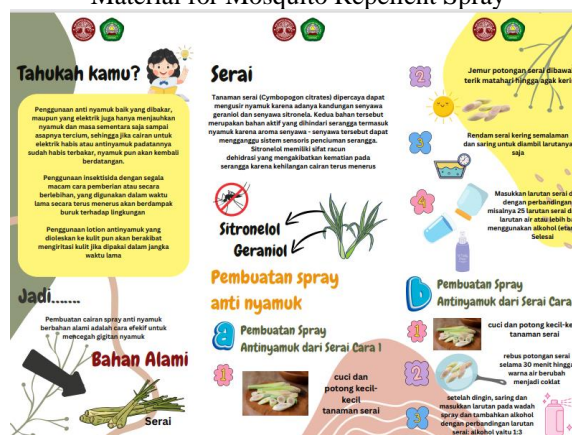 Material for Mosquito Repellent Spray
Tahukah kamu?
Penggunaan anti nyamuk baik yang dibakar,
maupun yang elektrik juga hanya menjauhkan
nyamuk dan masa sementara saja sampai
asapnya tercium, sehingga jika cairan untuk
elektrik habis atau antinyamuk padatannya
sudah habis terbakar, nyamuk pun akan kembali
berdatangan.
Penggunaan insektisida dengan segala
macam cara pemberian atau secara
berlebihan, yang digunakan dalam waktu
lama secara terus menerus akan berdampak
buruk terhadap lingkungan
Penggunaan lotion antinyamuk yang
dioleskan ke kulit pun akan berakibat
mengiritasi kulit jika dipakai dalam jangka
waktu lama
Jadi.......
Pembuatan cairan spray anti nyamuk
berbahan alami adalah cara efektif untuk
mencegah gigitan nyamuk
Bahan Alami
Serai
Serai
Tanaman serai (Cymbopogon citrates) dipercaya dapat
mengusir nyamuk karena adanya kandungan senyawa
geraniol dan senyawa sitronela. Kedua bahan tersebut
merupakan bahan aktif yang dihindari serangga termasuk
nyamuk karena aroma senyawa - senyawa tersebut dapat
mengganggu sistem sensoris penciuman serangga.
Sitronelol memiliki sifat racun
dehidrasi yang mengakibatkan kematian pada
serangga karena kehilangan cairan terus menerus
Sitronelol
Geraniol
Pembuatan spray
anti nyamuk
a Pembuatan Spray
Antinyamuk dari Serai Cara 1
1
cuci dan
potong kecil-
kecil
tanaman serai
2
Jemur potongan serai dibawa
terik matahari hingga agak kerin
3
Rendam serai kering semalaman
dan saring untuk diambil larutanya
saja
4
Masukkan larutan serai d
dengan perbandingan
misalnya 25 larutan serai d
larutan air atau lebih ba
menggunakan alkohol (eta
Selesai
b Pembuatan Spray
Antinyamuk dari Serai Cara
1
cuci dan potong kecil-kec
tanaman serai
2
rebus potongan serai
selama 30 menit hingga
warna air berubah
menjadi coklat
3
setelah dingin, saring dan
masukkan larutan pada wadah
spray dan tambahkan alkohol
dengan perbandingan larutan
serai: alkohol yaitu 1:3